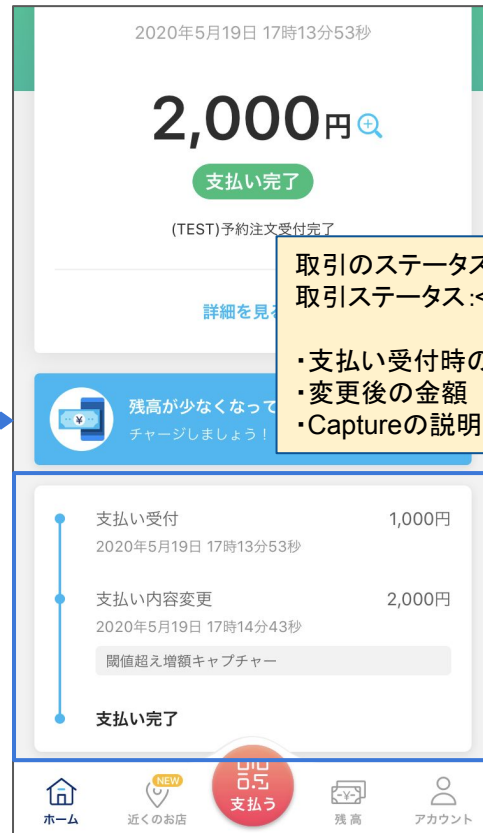 2020年5月19日 17時13分53秒
2,000円
支払い完了
(TEST)予約注文受付完了
取引のステータス
取引ステータス:<
詳細を見
・支払い受付時の
・変更後の金額
・Captureの説明
残高が少なくなって
チャージしましょう！
支払い受付 1,000円
2020年5月19日 17時13分53秒
支払い内容変更 2,000円
2020年5月19日 17時14分43秒
閾値超え増額キャプチャー
支払い完了
NEW
ホーム 近くのお店 支払う 残高 アカウント